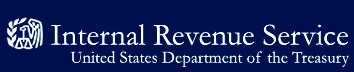 Internal Revenue Service
United States Department of the Treasury